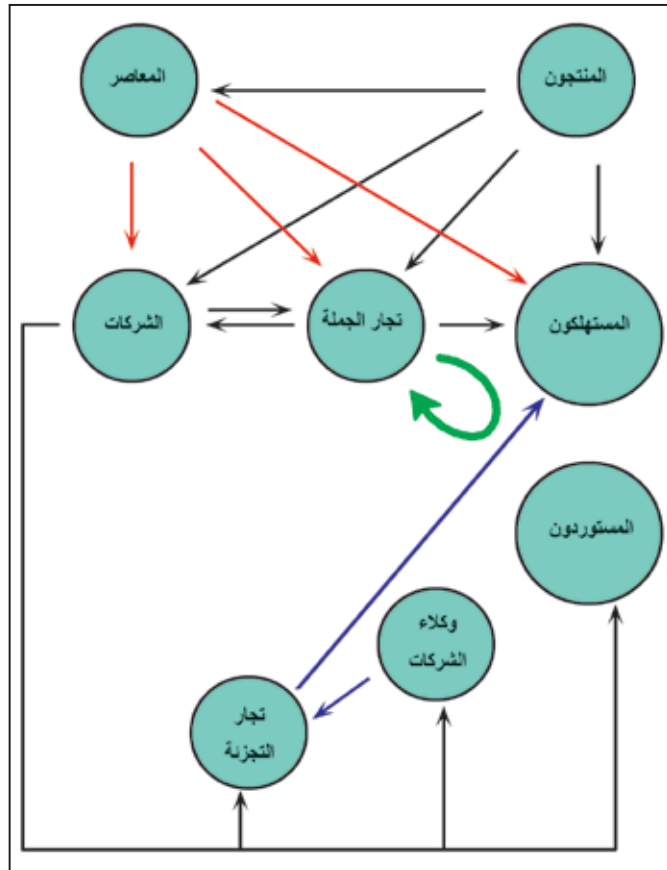 المنتجون
المعاصر
المستهلكون
تجار الجملة
الشركات
المستوردون
وكلاء
الشركات
تجار
التجزئة